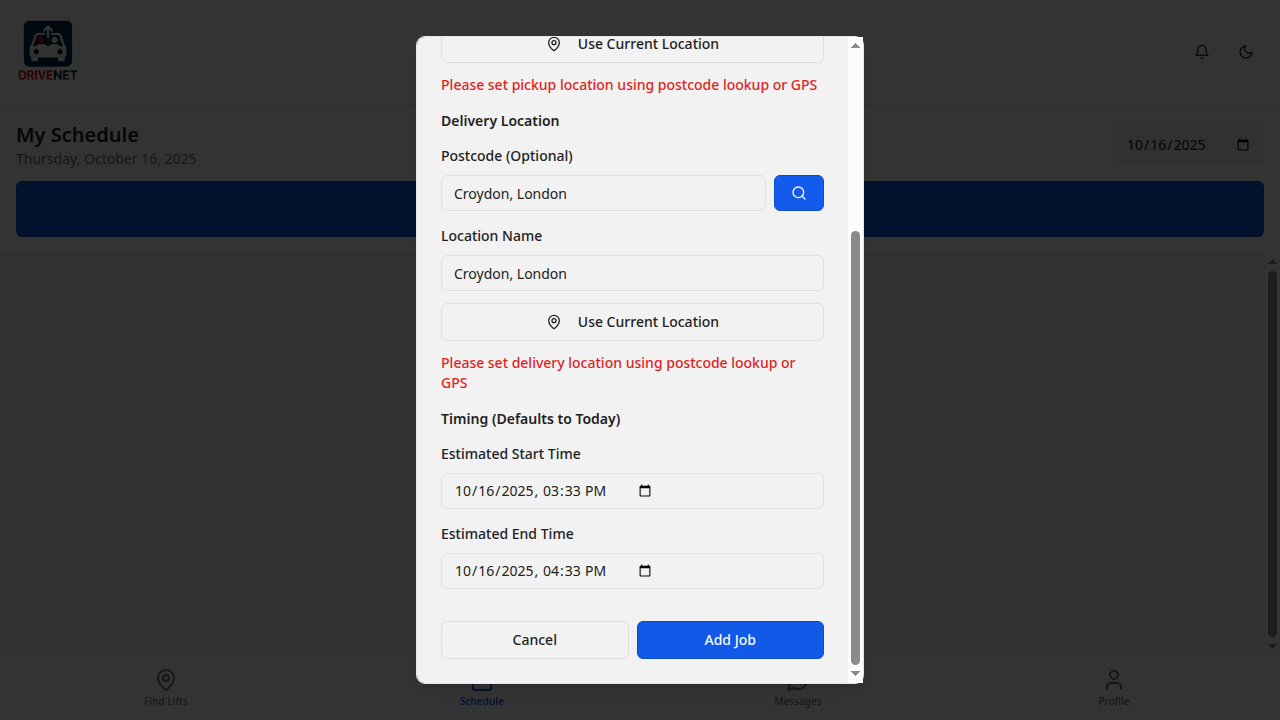 DRIVENET
My Schedule
Thursday, October 16, 2025
10/16/2025
Use Current Location
Please set pickup location using postcode lookup or GPS
Delivery Location
Postcode (Optional)
Croydon, London
Location Name
Croydon, London
Use Current Location
Please set delivery location using postcode lookup or
GPS
Timing (Defaults to Today)
Estimated Start Time
10/16/2025, 03:33 PM
Estimated End Time
10/16/2025, 04:33 PM
Cancel
Add Job
Find Lifts
Schedule
Messages
Profile